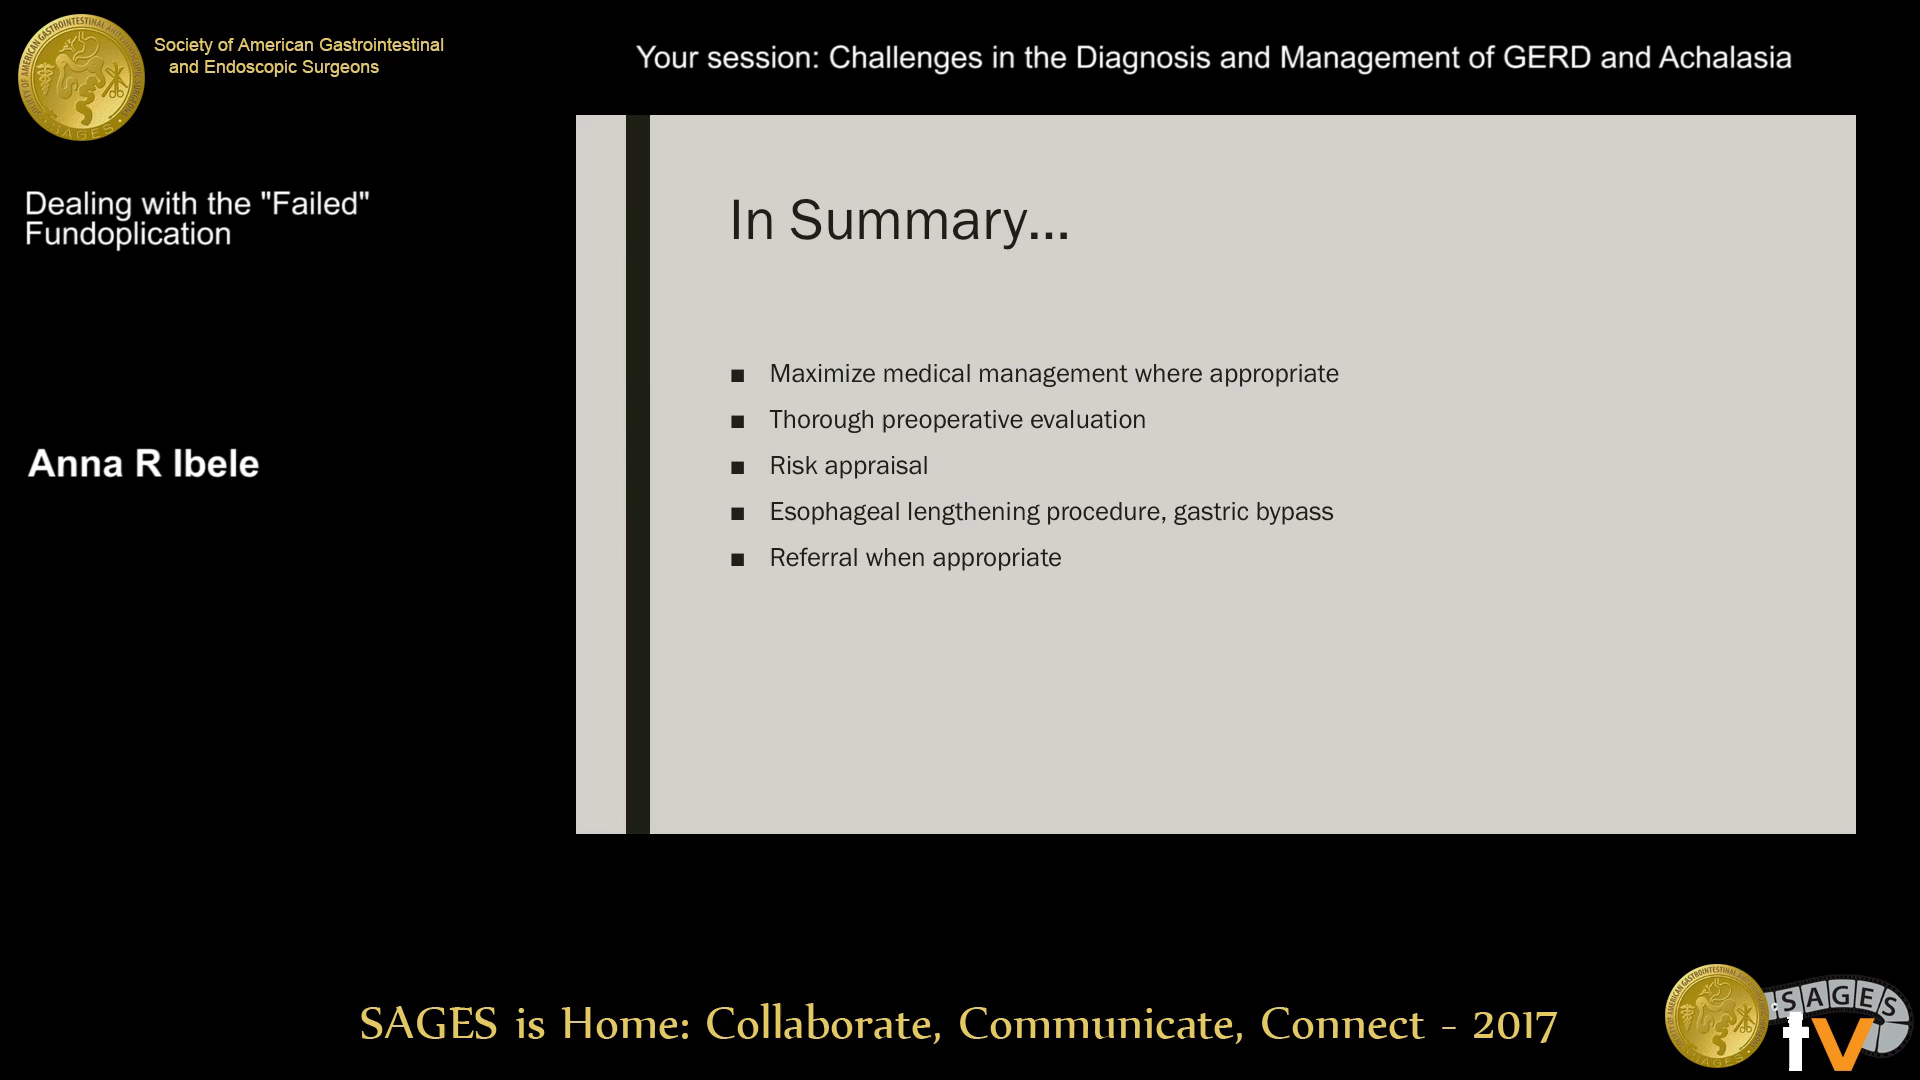 Society of American Gastrointestinal
and Endoscopic Surgeons
Your session: Challenges in the Diagnosis and Management of GERD and Achalasia
Dealing with the "Failed"
Fundoplication
Anna R Ibele
In Summary...
■ Maximize medical management where appropriate
■ Thorough preoperative evaluation
■ Risk appraisal
■ Esophageal lengthening procedure, gastric bypass
■ Referral when appropriate
SAGES is Home: Collaborate, Communicate, Connect - 2017
SAGES
tv